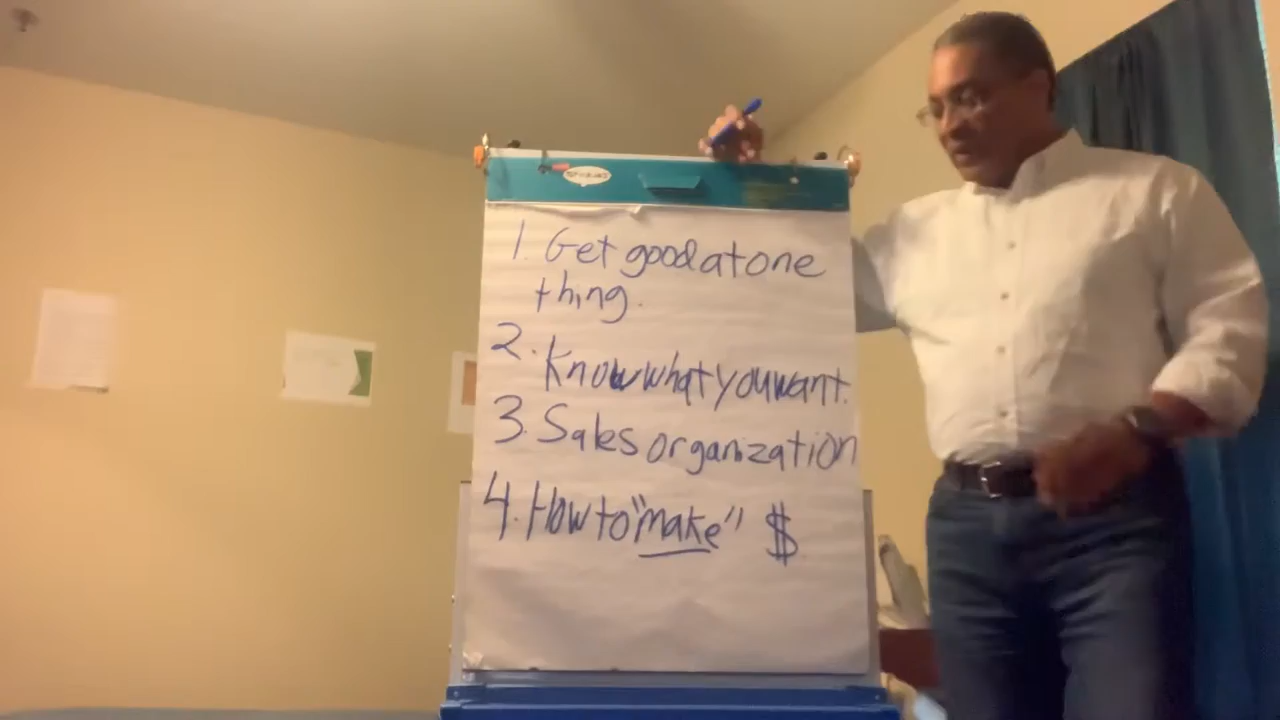 1. Get good at one
thing.
2. Know what you want.
3. Sales organization
4. How to "make" $